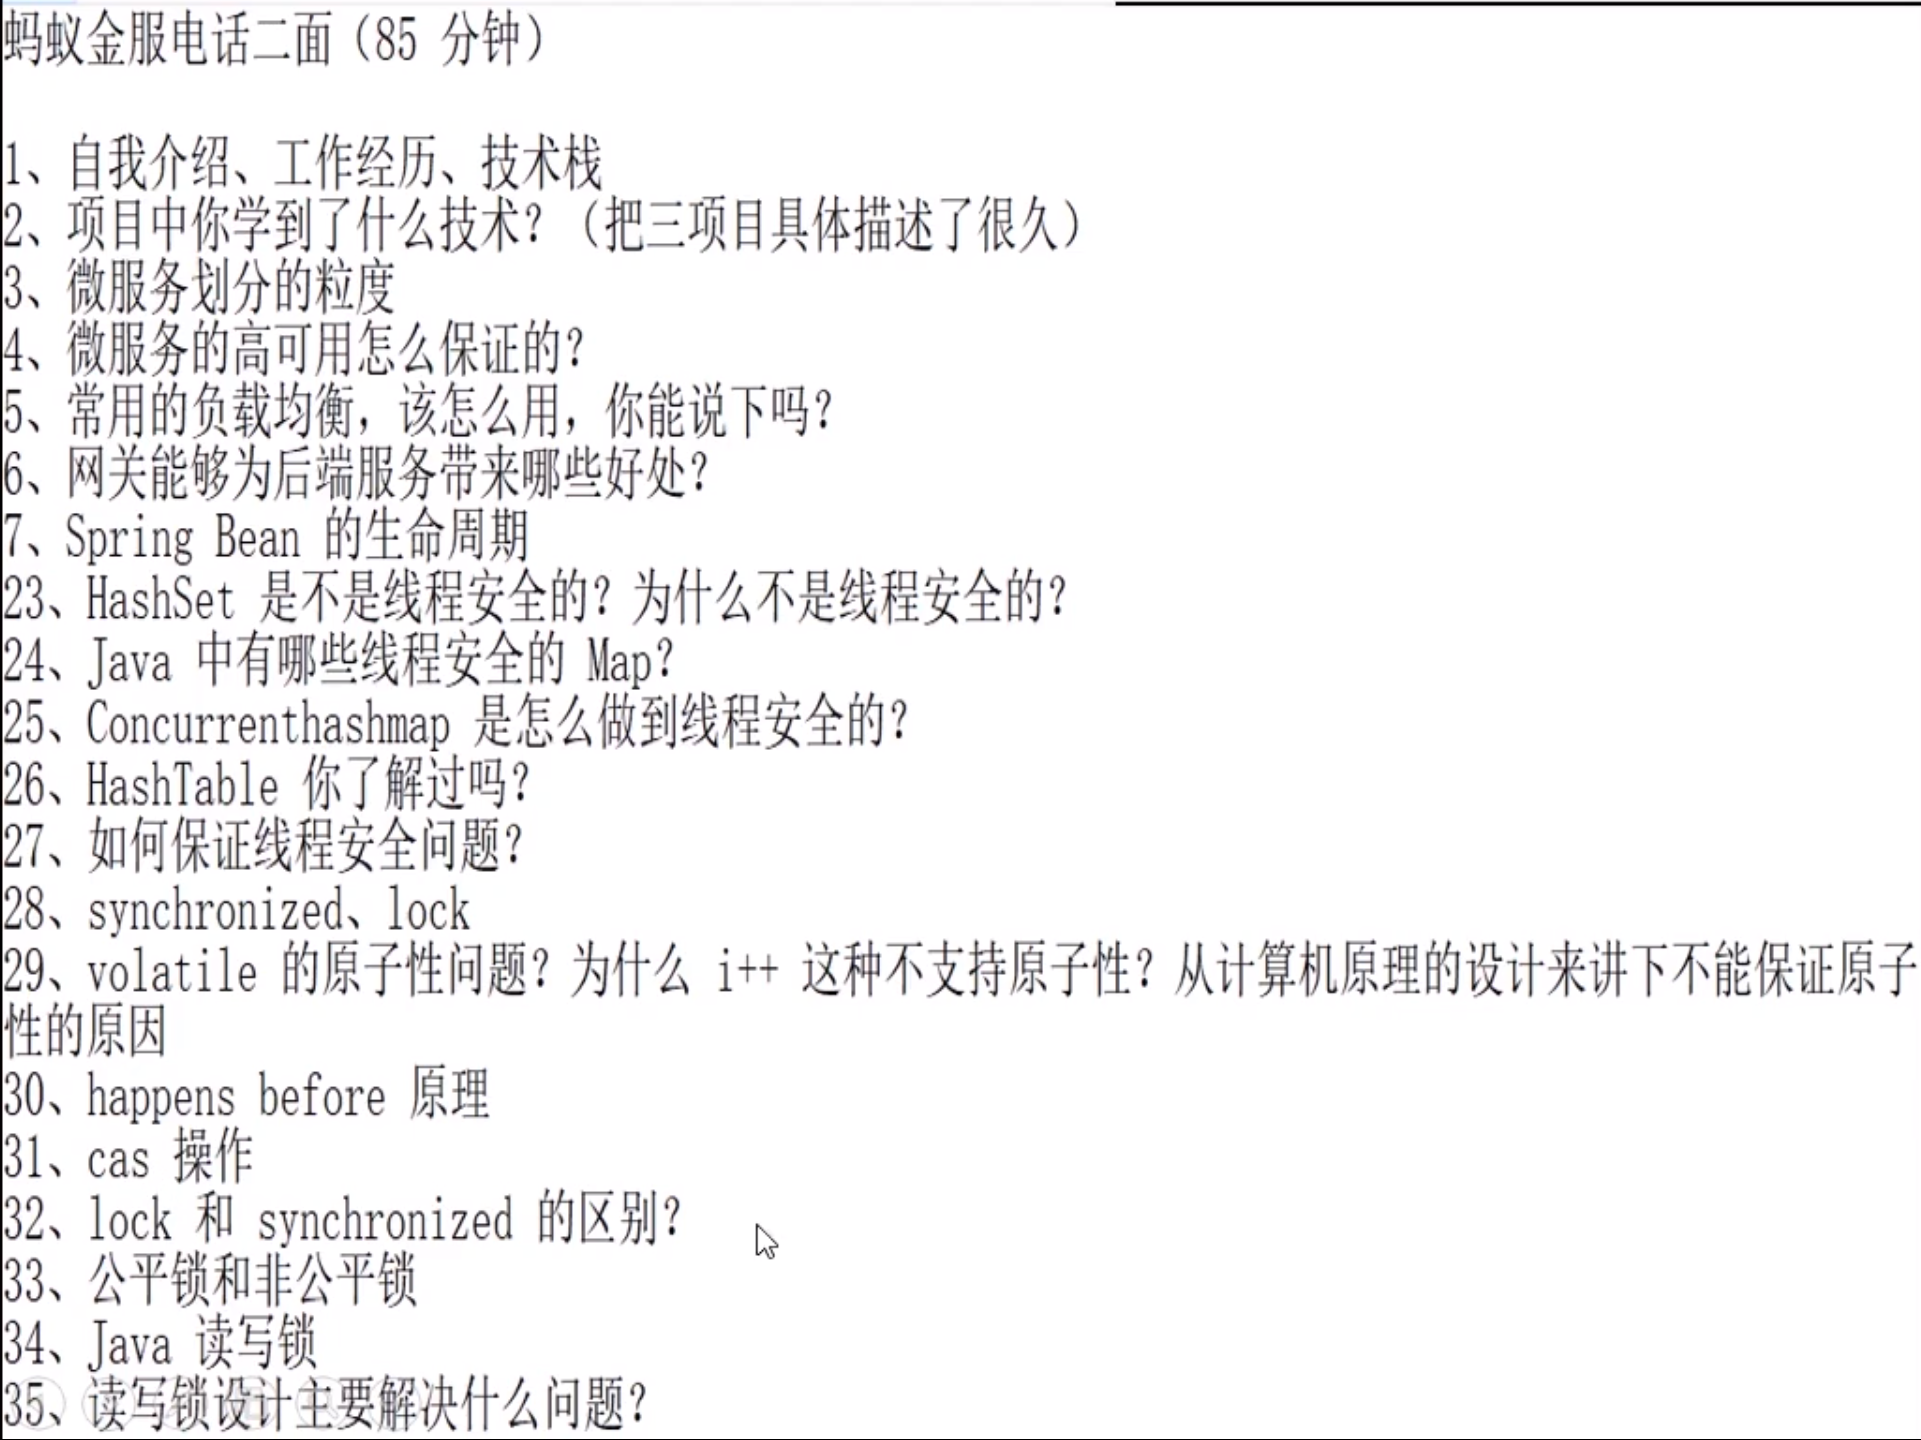 蚂蚁金服电话二面（85 分钟）
1、自我介绍、工作经历、技术栈
2、项目中你学到了什么技术？（把三项目具体描述了很久）
3、微服务划分的粒度
4、微服务的高可用怎么保证的？
5、常用的负载均衡，该怎么用，你能说下吗？
6、网关能够为后端服务带来哪些好处？
7、Spring Bean 的生命周期
23、HashSet 是不是线程安全的？为什么不是线程安全的？
24、Java 中有哪些线程安全的 Map？
25、Concurrenthashmap 是怎么做到线程安全的？
26、HashTable 你了解过吗？
27、如何保证线程安全问题？
28、synchronized、lock
29、volatile 的原子性问题？为什么 i++ 这种不支持原子性？从计算机原理的设计来讲下不能保证原子
性的原因
30、happens before 原理
31、cas 操作
32、lock 和 synchronized 的区别？
33、公平锁和非公平锁
34、Java 读写锁
35、读写锁设计主要解决什么问题？